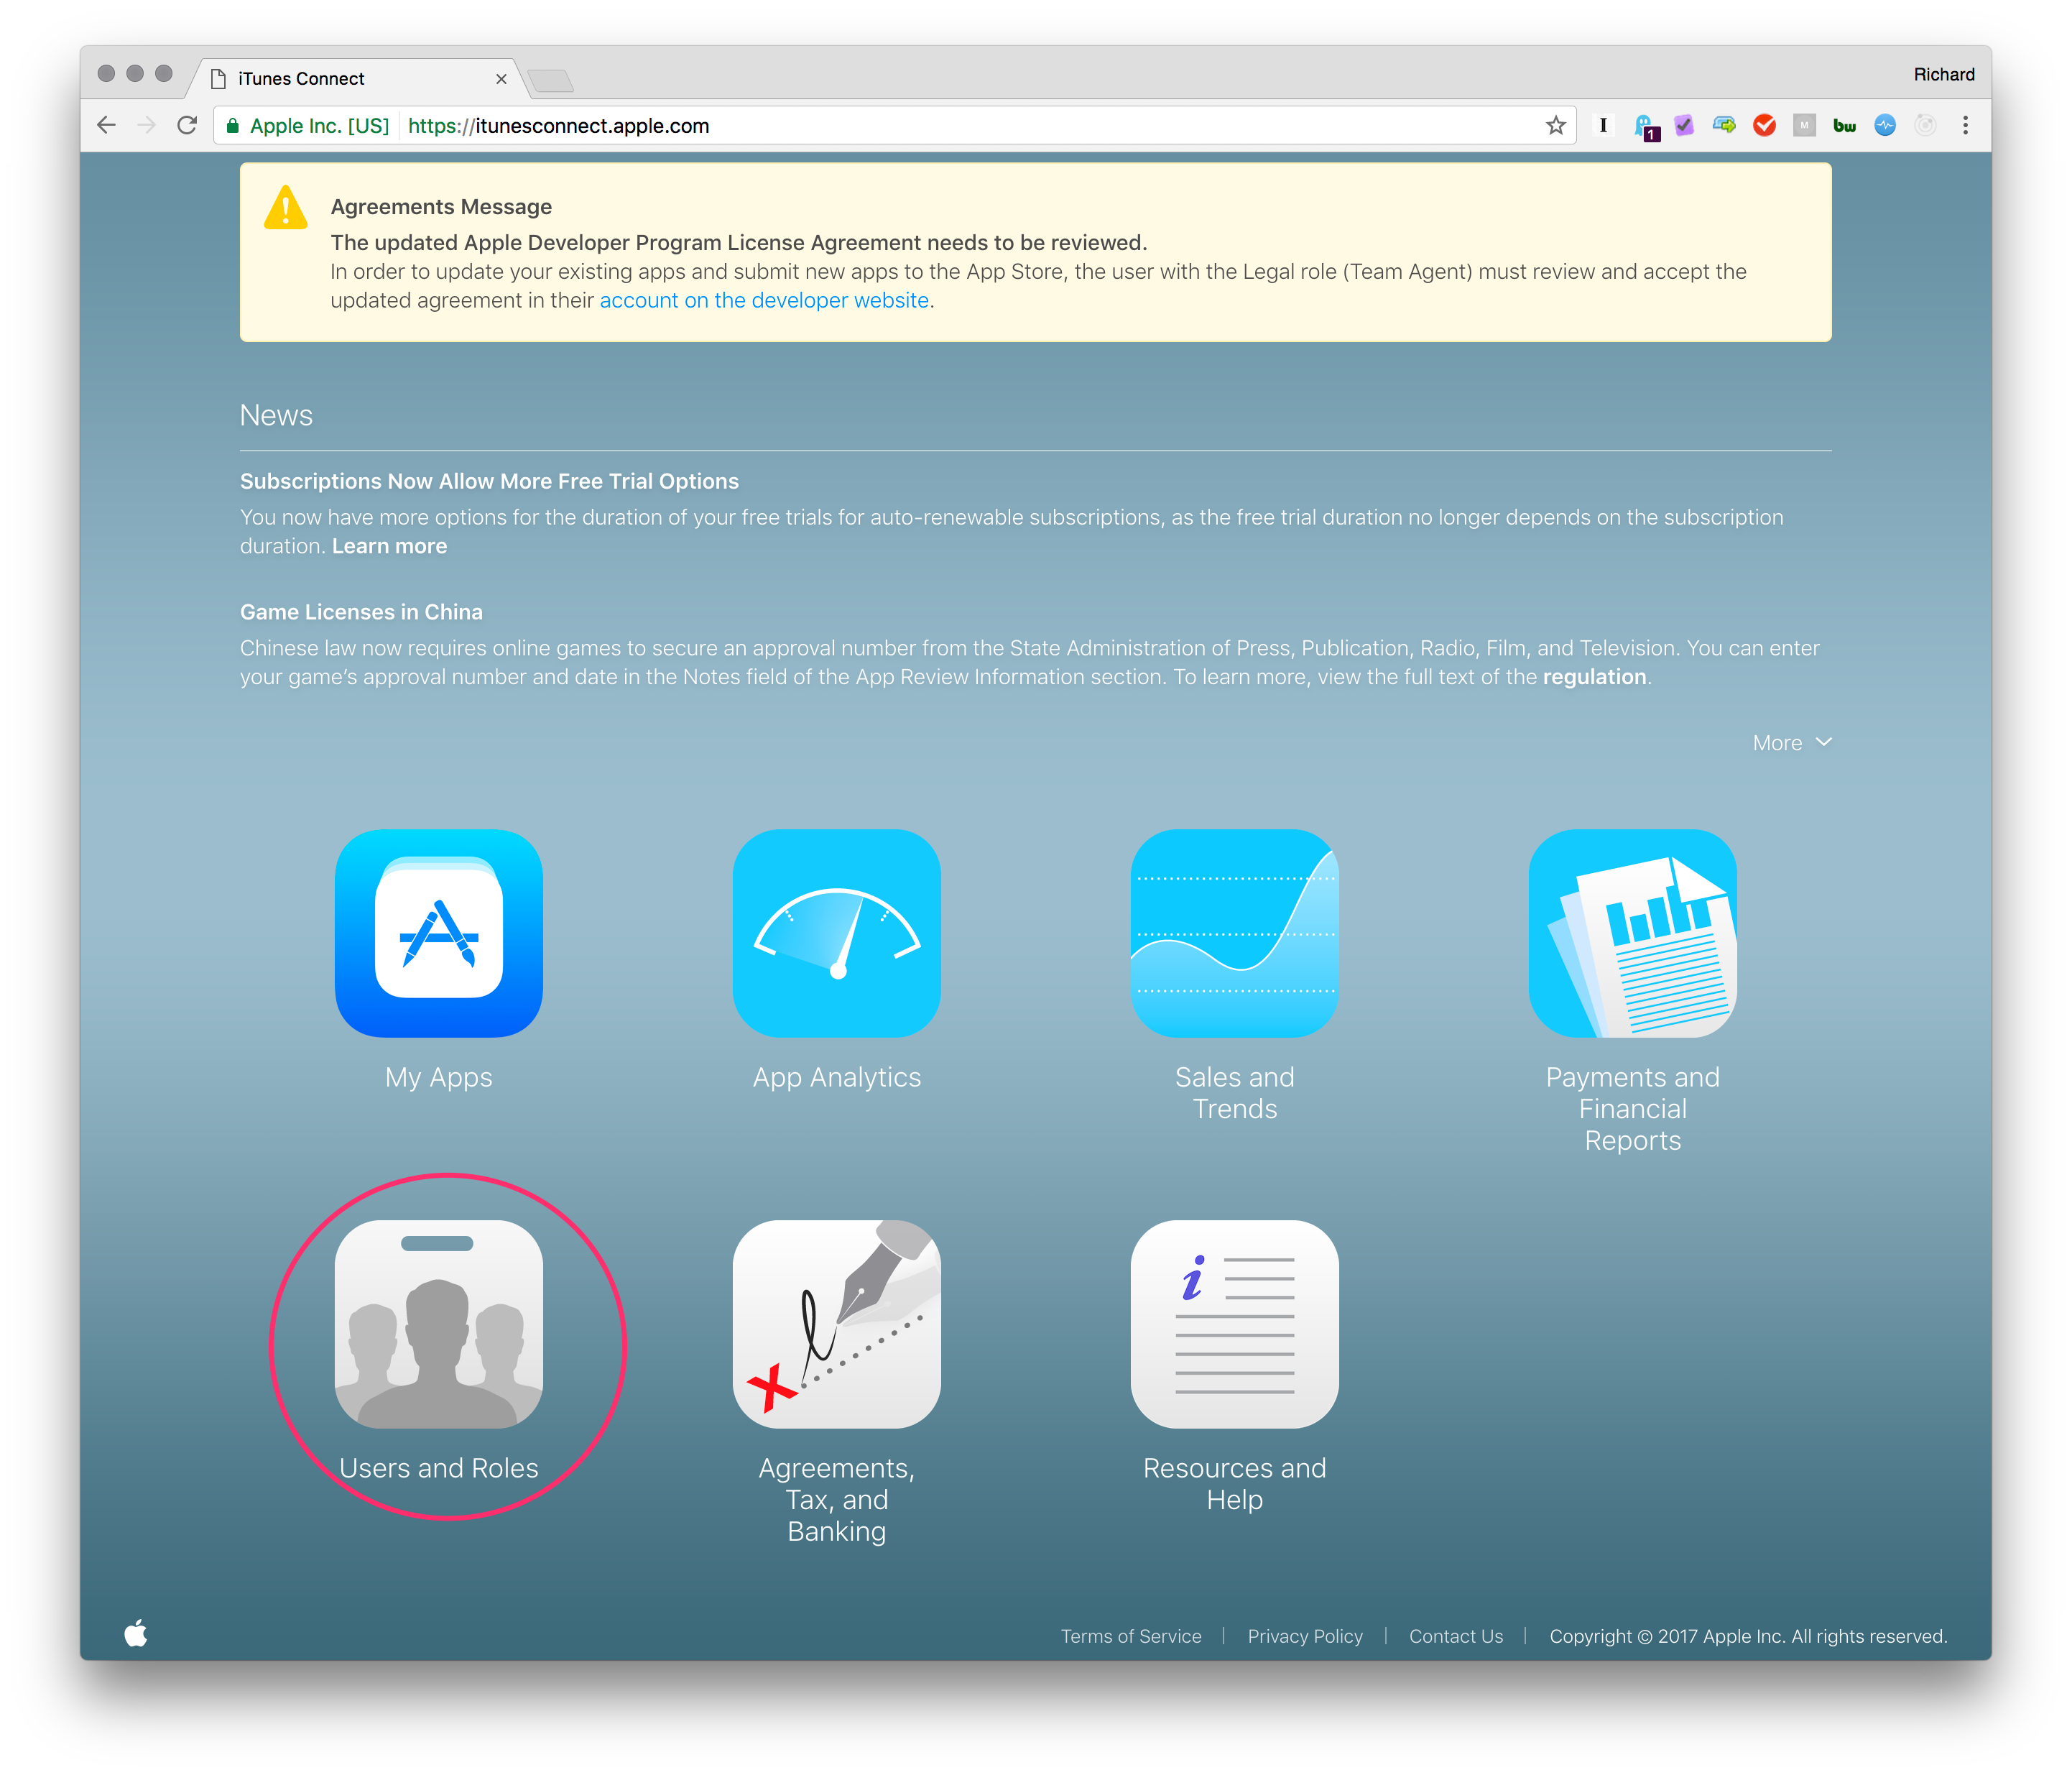 iTunes Connect
Richard
Apple Inc. [US] https://itunesconnect.apple.com
I
1
M
bw
Agreements Message
The updated Apple Developer Program License Agreement needs to be reviewed.
In order to update your existing apps and submit new apps to the App Store, the user with the Legal role (Team Agent) must review and accept the
updated agreement in their account on the developer website.
News
Subscriptions Now Allow More Free Trial Options
You now have more options for the duration of your free trials for auto-renewable subscriptions, as the free trial duration no longer depends on the subscription
duration. Learn more
Game Licenses in China
Chinese law now requires online games to secure an approval number from the State Administration of Press, Publication, Radio, Film, and Television. You can enter
your game’s approval number and date in the Notes field of the App Review Information section. To learn more, view the full text of the regulation.
More
My Apps
App Analytics
Sales and
Trends
Payments and
Financial
Reports
Users and Roles
Agreements,
Tax, and
Banking
Resources and
Help
Terms of Service | Privacy Policy | Contact Us | Copyright © 2017 Apple Inc. All rights reserved.